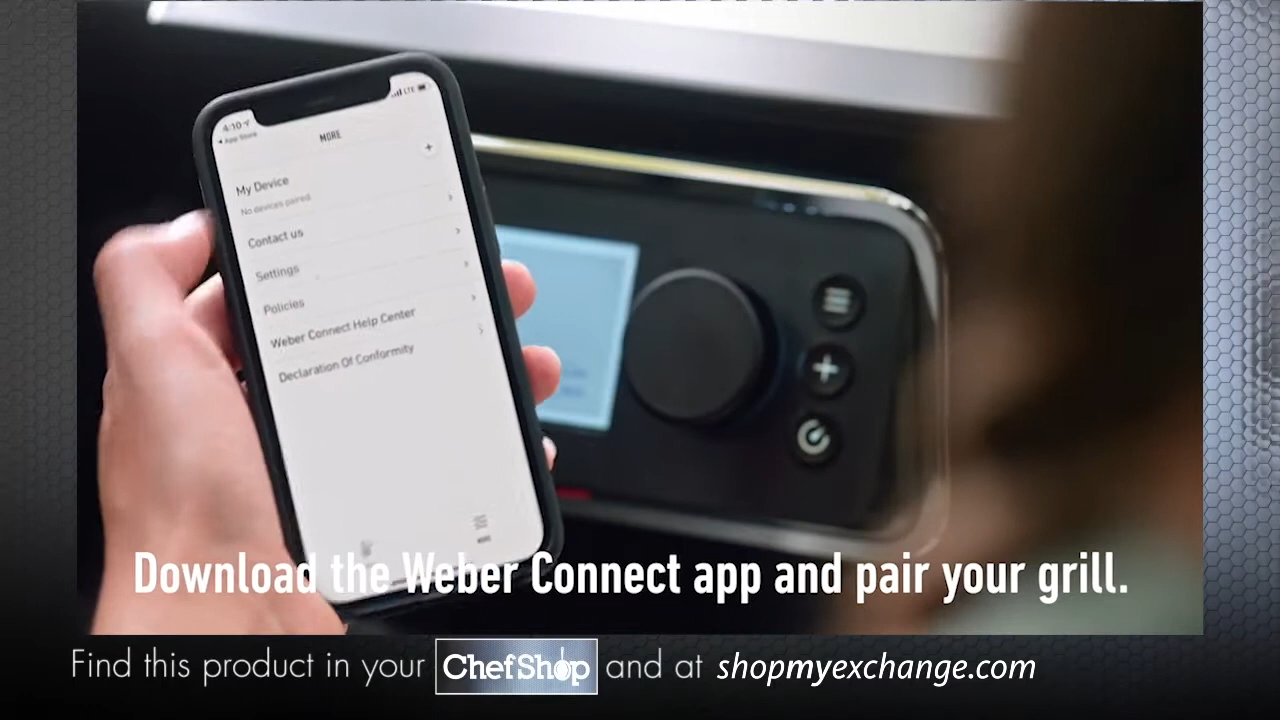 4:10
App Store
LTE
MORE
My Device
No devices paired
Contact us
Settings
Policies
Weber Connect Help Center
Declaration Of Conformity
MORE
Download the Weber Connect app and pair your grill.
Find this product in your ChefShop and at shopmyexchange.com